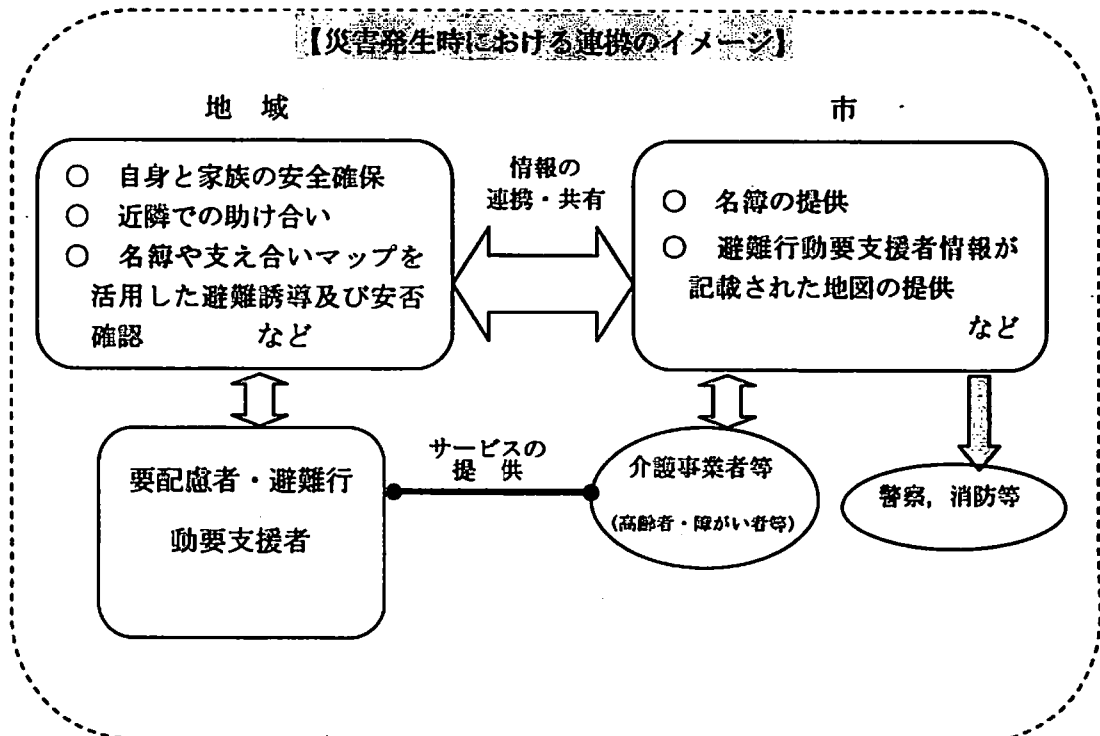 【災害発生時における連携のイメージ】
地 域
○ 自身と家族の安全確保
○ 近隣での助け合い
○ 名簿や支え合いマップを
活用した避難誘導及び安否
確認 など
情報の
連携・共有
市
○ 名簿の提供
○ 避難行動要支援者情報が
記載された地図の提供
など
要配慮者・避難行
動要支援者
サービスの
提 供
介護事業者等
(高齢者・障がい者等)
警察，消防等